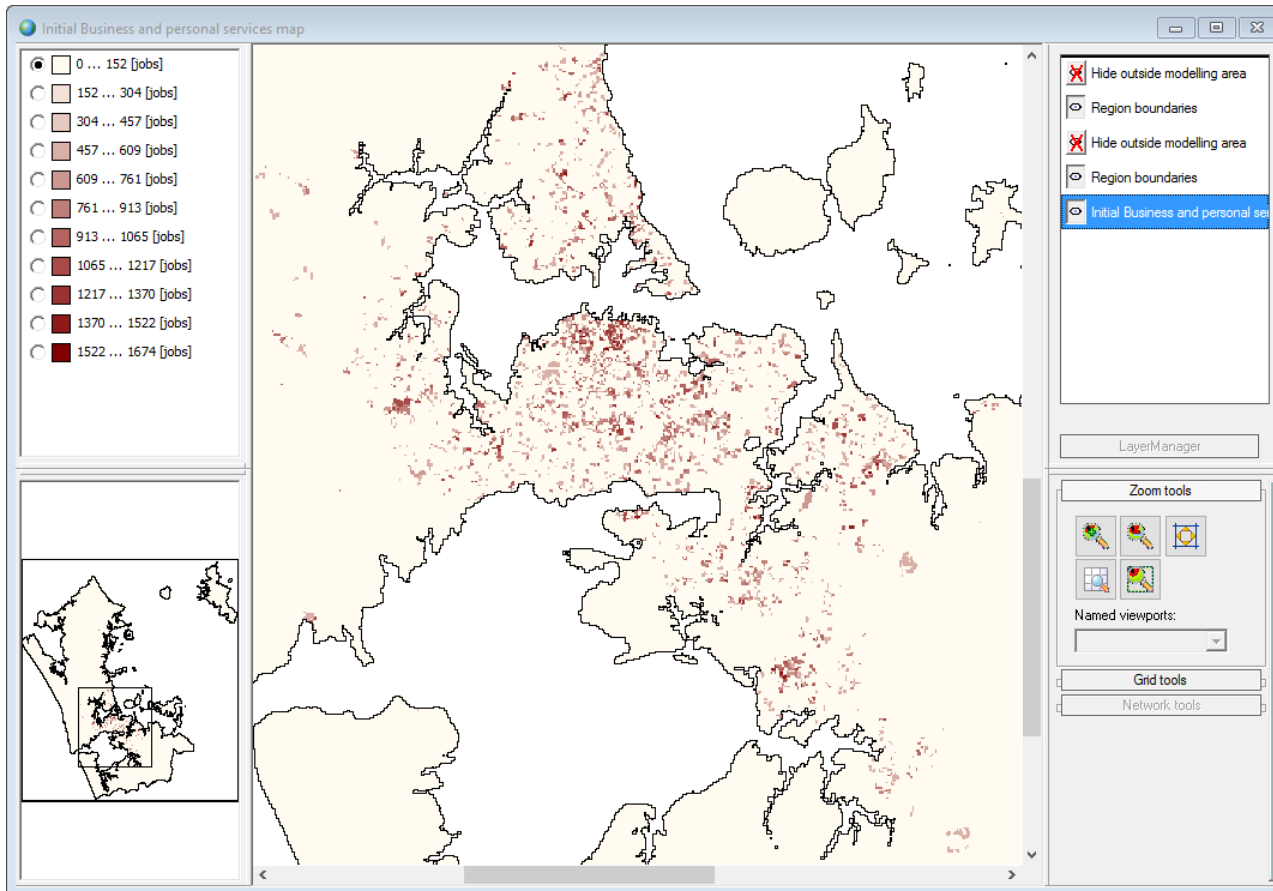 Initial Business and personal services map
0 ... 152 [jobs]
152 ... 304 [jobs]
304 ... 457 [jobs]
457 ... 609 [jobs]
609 ... 761 [jobs]
761 ... 913 [jobs]
913 ... 1065 [jobs]
1065 ... 1217 [jobs]
1217 ... 1370 [jobs]
1370 ... 1522 [jobs]
1522 ... 1674 [jobs]
Hide outside modelling area
Region boundaries
Hide outside modelling area
Region boundaries
Initial Business and personal se
LayerManager
Zoom tools
Named viewports:
Grid tools
Network tools